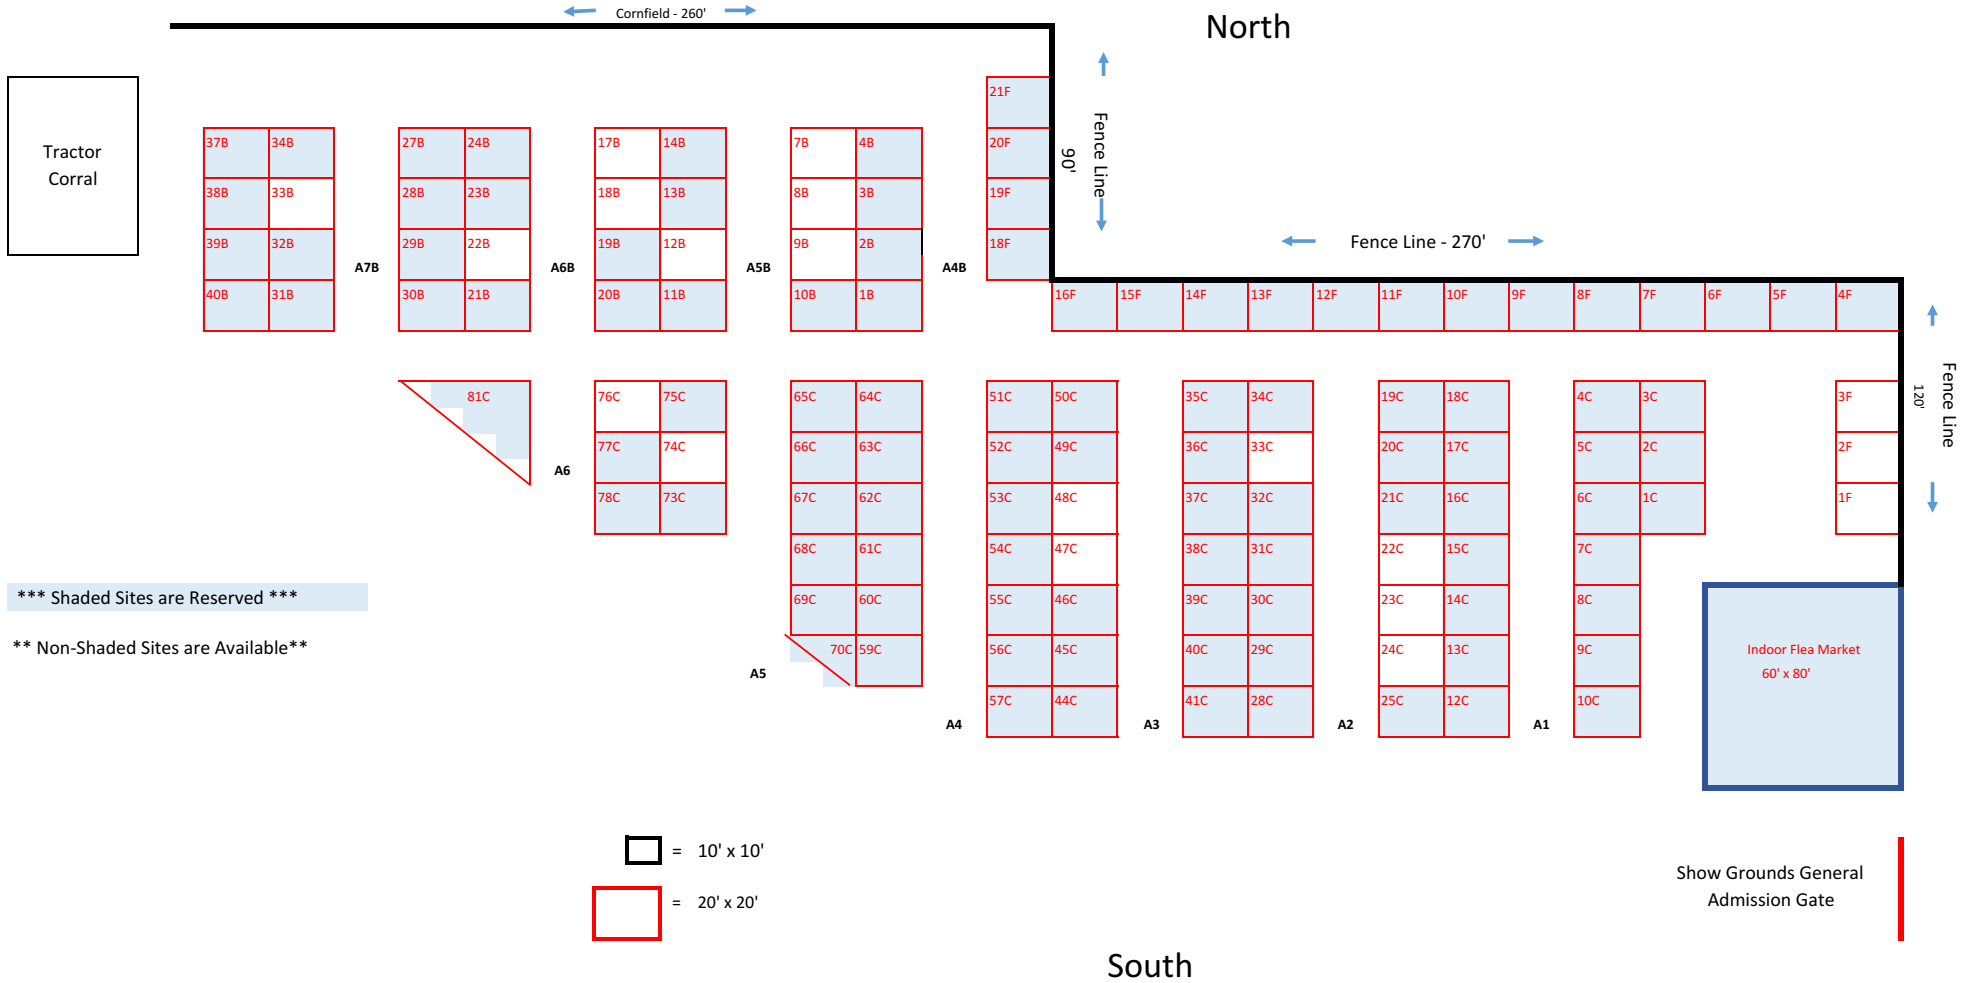 Cornfield - 260'
North
Tractor
Corral
Fence Line
90'
21F
20F
19F
18F
37B 34B 27B 24B 17B 14B 7B 4B
38B 33B 28B 23B 18B 13B 8B 3B
39B 32B 29B 22B 19B 12B 9B 2B
A7B A6B A5B A4B
40B 31B 30B 21B 20B 11B 10B 1B
Fence Line - 270'
16F 15F 14F 13F 12F 11F 10F 9F 8F 7F 6F 5F 4F
Fence Line
120'
81C 76C 75C 65C 64C 51C 50C 35C 34C 19C 18C 4C 3C 3F
77C 74C 66C 63C 52C 49C 36C 33C 20C 17C 5C 2C 2F
A6
78C 73C 67C 62C 53C 48C 37C 32C 21C 16C 6C 1C 1F
68C 61C 54C 47C 38C 31C 22C 15C 7C
69C 60C 55C 46C 39C 30C 23C 14C 8C
70C 59C 56C 45C 40C 29C 24C 13C 9C
A5
57C 44C 41C 28C 25C 12C 10C
A4 A3 A2 A1
*** Shaded Sites are Reserved ***
** Non-Shaded Sites are Available**
Indoor Flea Market
60' x 80'
= 10' x 10'
= 20' x 20'
Show Grounds General
Admission Gate
South